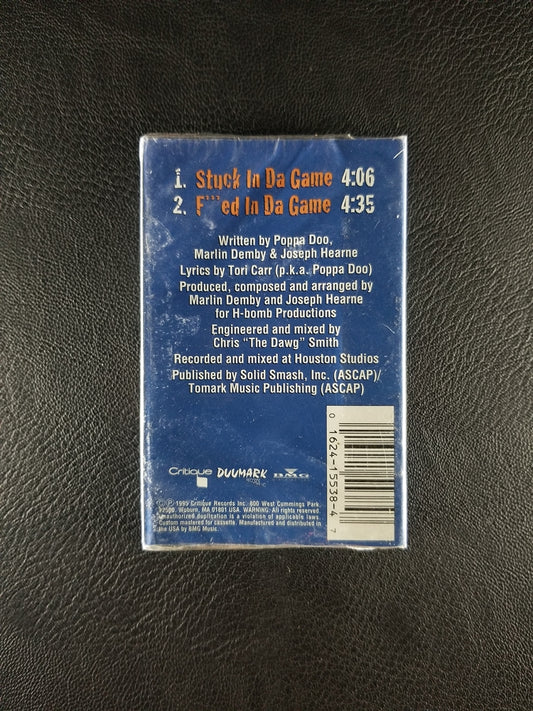 1. Stuck In Da Game 4:06
2. F***ed In Da Game 4:35
Written by Poppa Doo,
Marlin Demby & Joseph Hearne
Lyrics by Tori Carr (p.k.a. Poppa Doo)
Produced, composed and arranged by
Marlin Demby and Joseph Hearne
for H-bomb Productions
Engineered and mixed by
Chris "The Dawg" Smith
Recorded and mixed at Houston Studios
Published by Solid Smash, Inc. (ASCAP)/
Tomark Music Publishing (ASCAP)
Critique DUUMARK BMG
© ℗ 1995 Critique Records Inc. 800 West Cummings Park,
#2500, Woburn, MA 01801 USA. WARNING: All rights reserved.
Unauthorized duplication is a violation of applicable laws.
Custom mastered for cassette. Manufactured and distributed in
the USA by BMG Music.
0 1624-15538-4 7